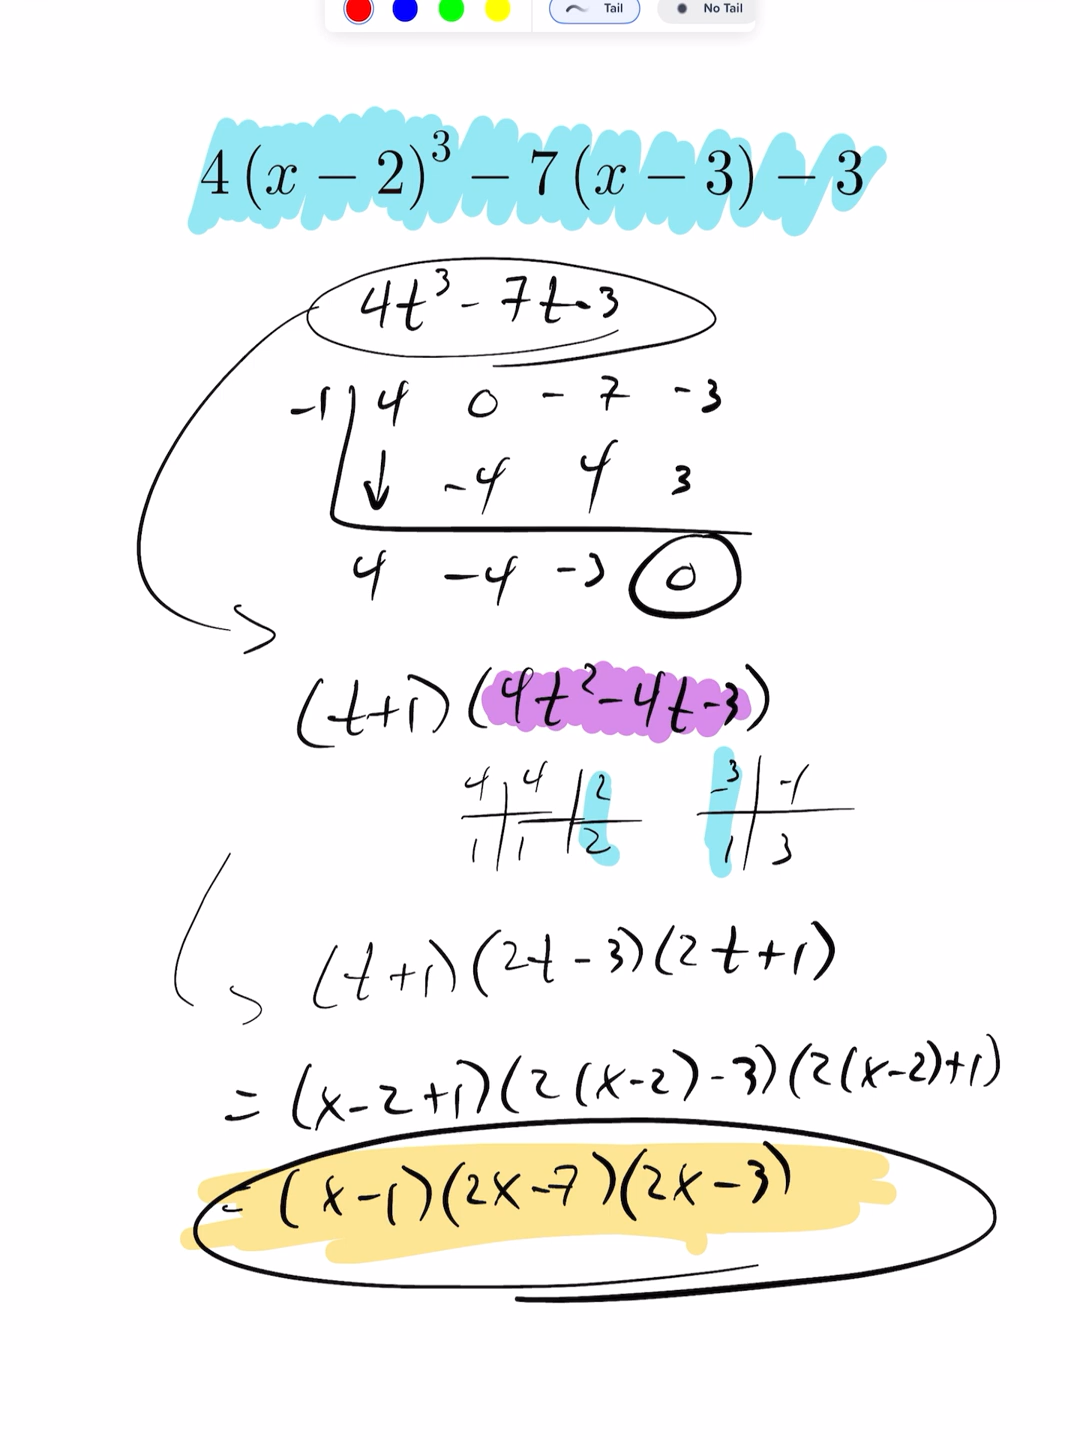 Tail No Tail
4 (x − 2)³ − 7 (x − 3) − 3
4t³ - 7t - 3
-1 | 4 0 - 7 -3
↓ -4 4 3
4 -4 -3 0
(t+1) (4t²-4t-3)
4 | 4 | 2 -3 | -1
1 | 1 | 2 1 | 3
(t+1) (2t-3) (2t+1)
= (x-2+1) (2(x-2)-3) (2(x-2)+1)
= (x-1) (2x-7) (2x-3)